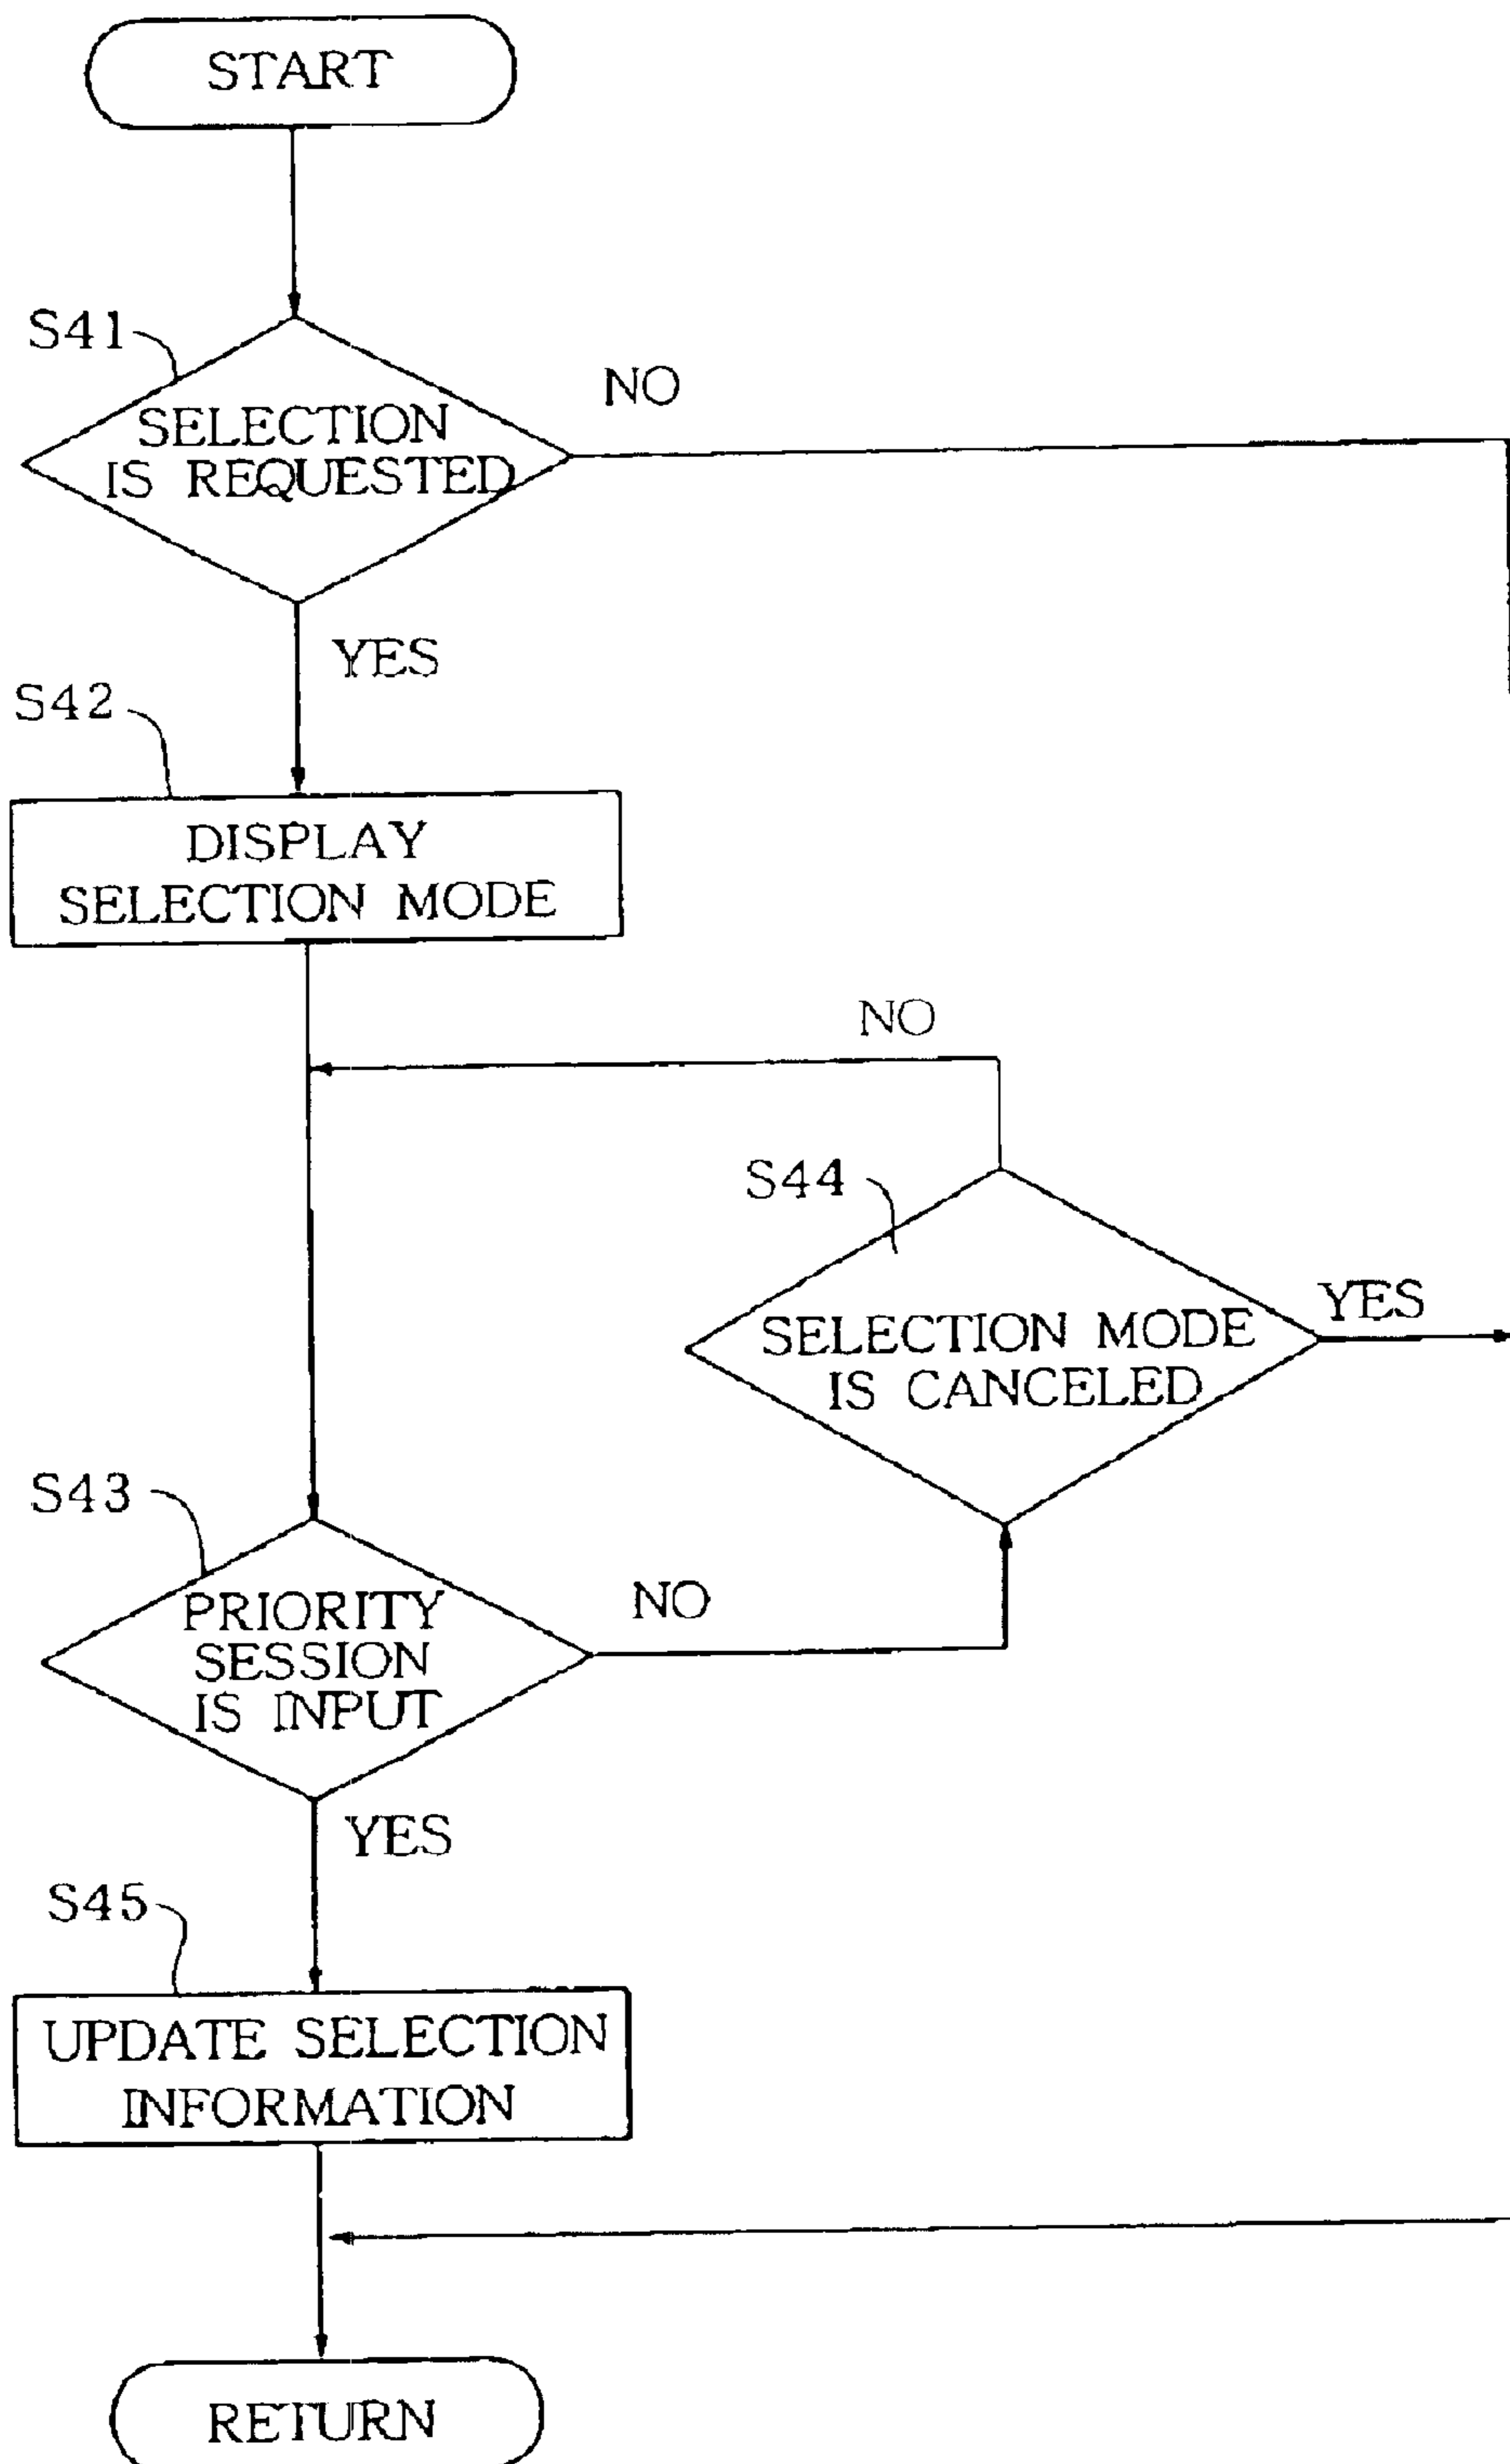 START
S41
SELECTION
IS REQUESTED
NO
YES
S42
DISPLAY
SELECTION MODE
NO
S44
SELECTION MODE
IS CANCELED
YES
S43
PRIORITY
SESSION
IS INPUT
NO
YES
S45
UPDATE SELECTION
INFORMATION
RETURN